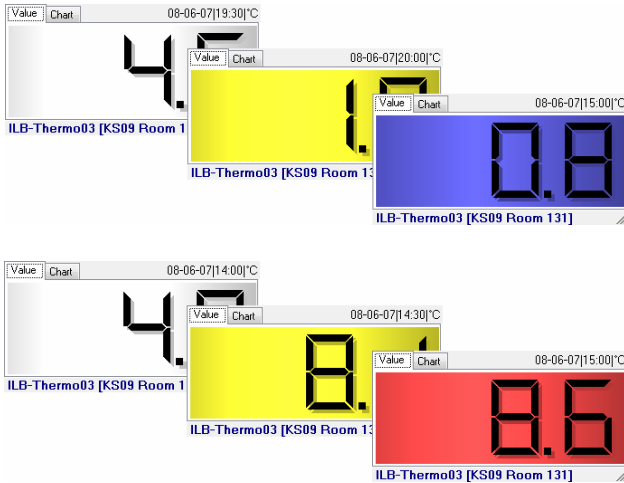 Value Chart 08-06-07|19:30|°C
4.
ILB-Thermo03 [KS09 Room 1
Value Chart 08-06-07|20:00|°C
1.
ILB-Thermo03 [KS09 Room 13
Value Chart 08-06-07|15:00|°C
0.8
ILB-Thermo03 [KS09 Room 131]
Value Chart 08-06-07|14:00|°C
4.
ILB-Thermo03 [KS09 Room 1
Value Chart 08-06-07|14:30|°C
8.
ILB-Thermo03 [KS09 Room 13
Value Chart 08-06-07|15:00|°C
8.6
ILB-Thermo03 [KS09 Room 131]